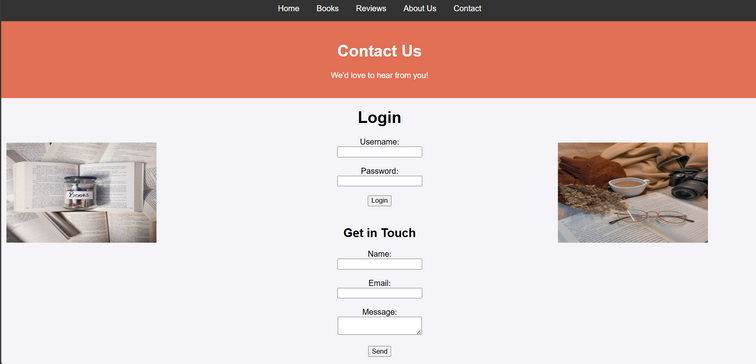 Home Books Reviews About Us Contact
Contact Us
We'd love to hear from you!
Login
Username:
Password:
Login
Books
Get in Touch
Name:
Email:
Message:
Send